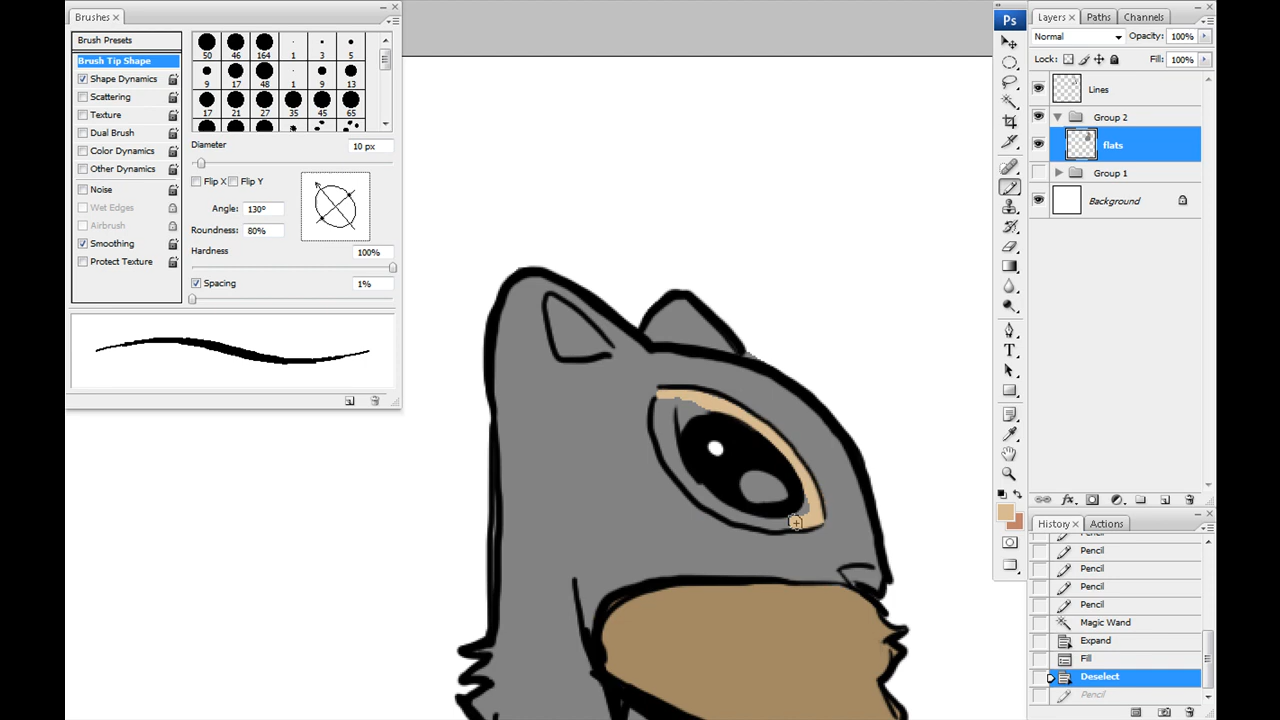 Brushes ×
Brush Presets
Brush Tip Shape
Shape Dynamics
Scattering
Texture
Dual Brush
Color Dynamics
Other Dynamics
Noise
Wet Edges
Airbrush
Smoothing
Protect Texture
50 46 164 1 3 5
9 17 48 1 9 13
17 21 27 35 45 65
Diameter 10 px
Flip X Flip Y
Angle: 130º
Roundness: 80%
Hardness 100%
Spacing 1%
Ps
T
Layers × Paths Channels
Normal Opacity: 100%
Lock: Fill: 100%
Lines
Group 2
flats
Group 1
Background
fx
History × Actions
Pencil
Pencil
Pencil
Pencil
Pencil
Magic Wand
Expand
Fill
Deselect
Pencil